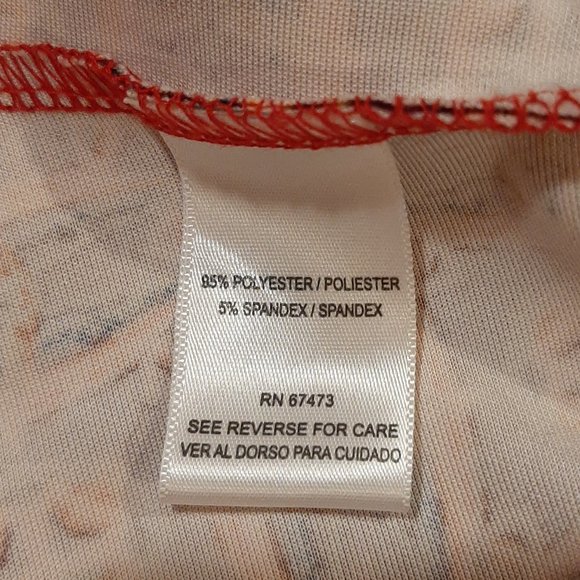 95% POLYESTER / POLIESTER
5% SPANDEX / SPANDEX
RN 67473
SEE REVERSE FOR CARE
VER AL DORSO PARA CUIDADO